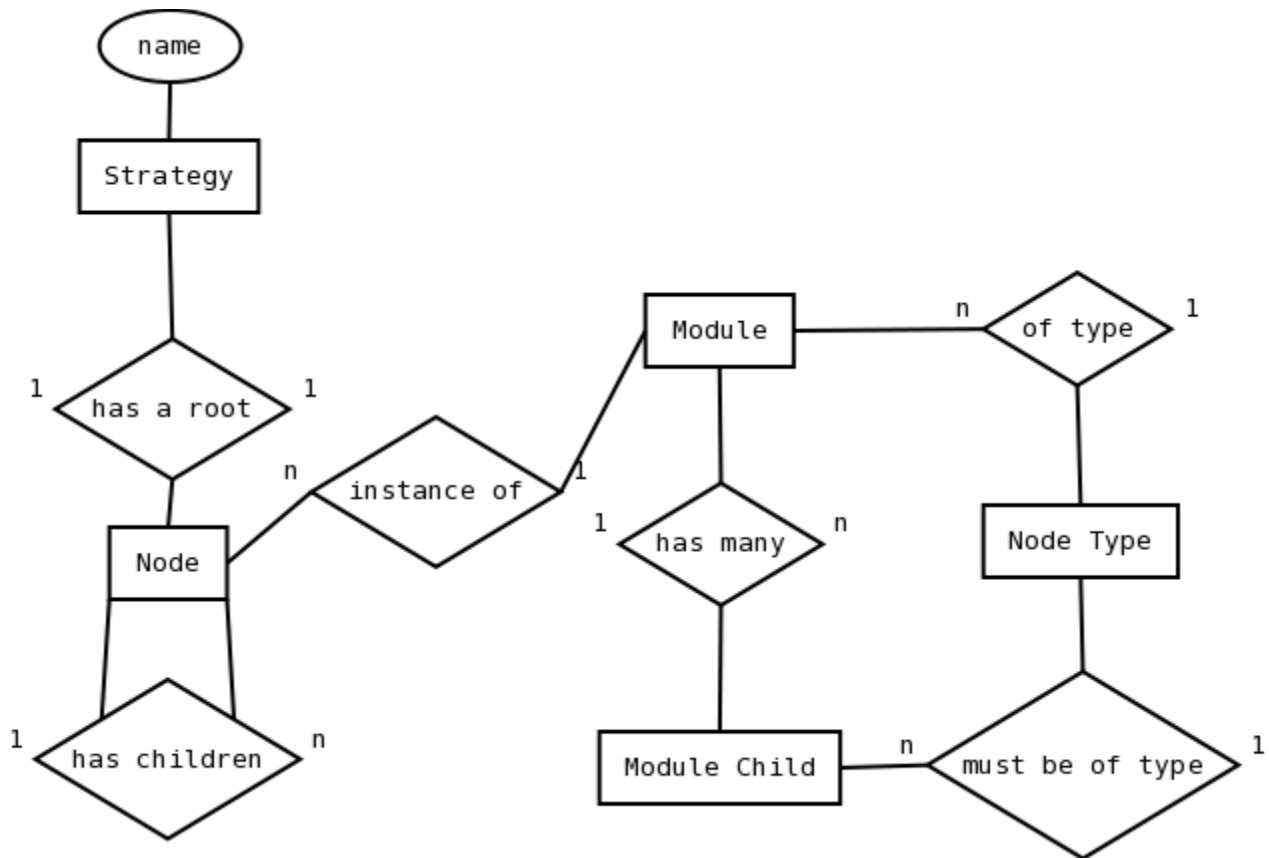 name
Strategy
Module
n
of type
1
1
has a root
1
n
instance of
1
1
has many
n
Node Type
Node
1
has children
n
Module Child
n
must be of type
1